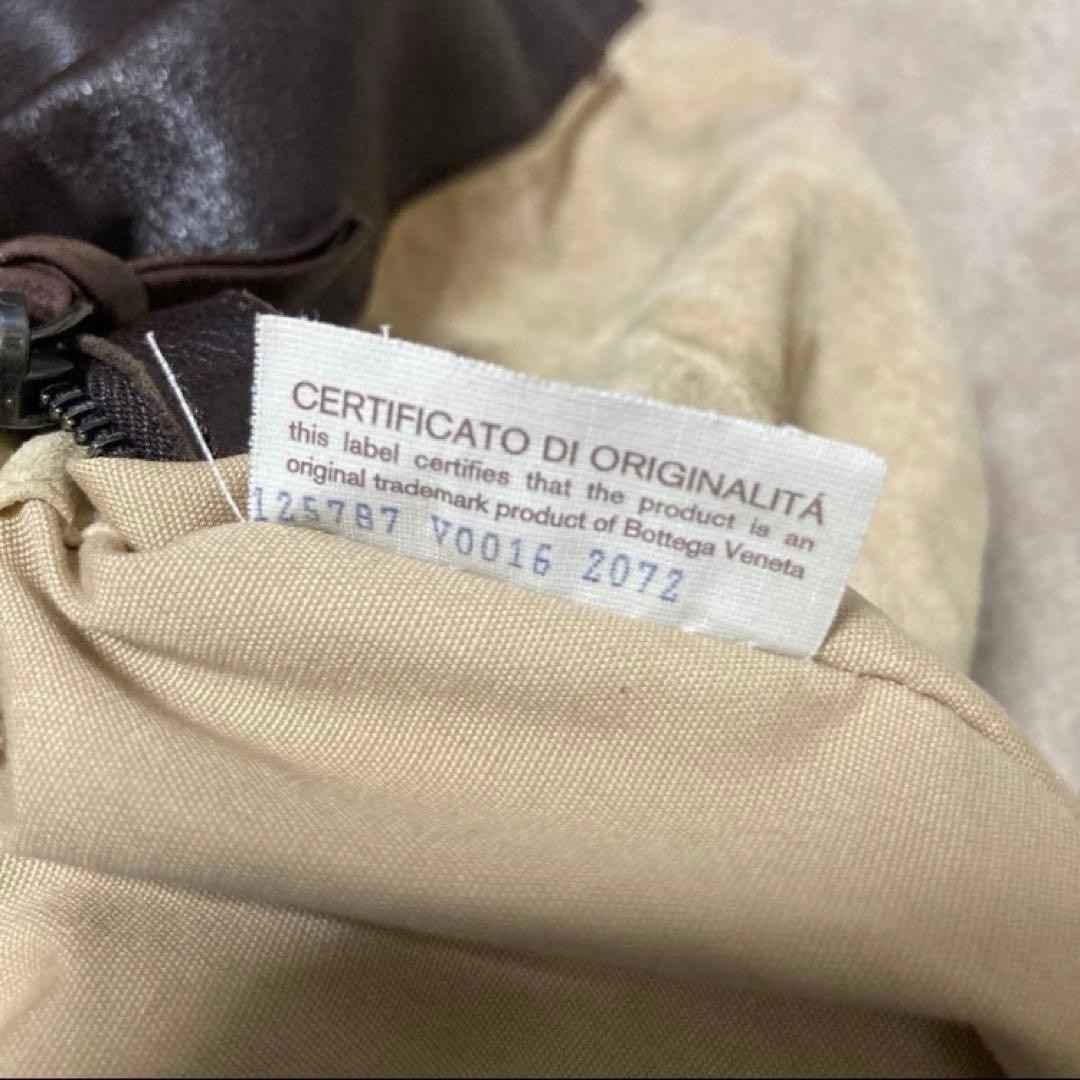 CERTIFICATO DI ORIGINALITÁ
this label certifies that the product is an
original trademark product of Bottega Veneta
125787 V0016 2072